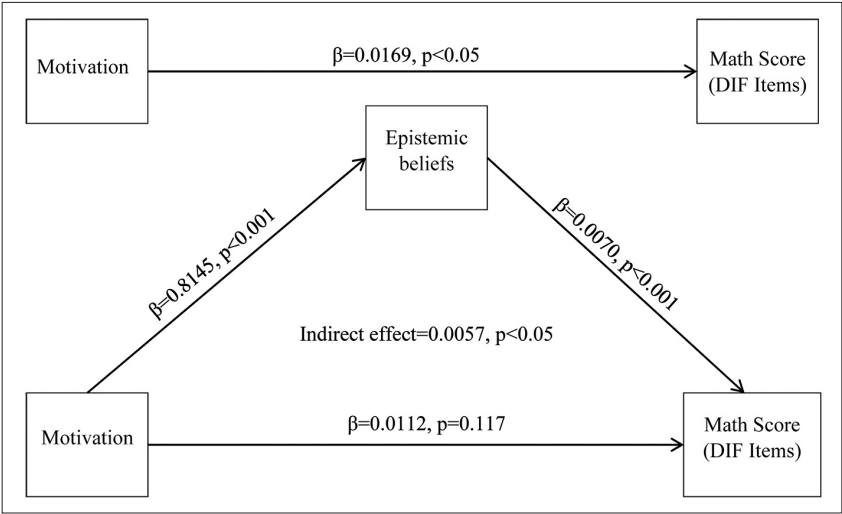 Motivation
β=0.0169, p<0.05
Math Score
(DIF Items)
Epistemic
beliefs
β=0.8145, p<0.001
β=0.0070, p<0.001
Indirect effect=0.0057, p<0.05
Motivation
β=0.0112, p=0.117
Math Score
(DIF Items)